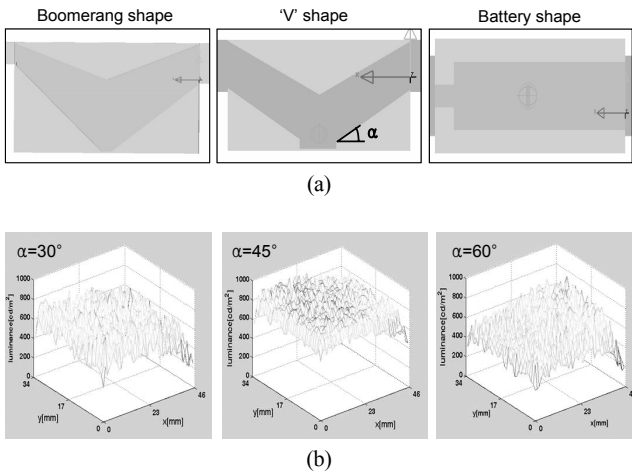 Boomerang shape
'V' shape
Battery shape
α
(a)
α=30°
α=45°
α=60°
luminance[cd/m²]
1000
800
600
400
200
0
34
17
0
y[mm]
0
23
46
x[mm]
luminance[cd/m²]
1000
800
600
400
200
0
34
17
0
y[mm]
0
23
46
x[mm]
luminance[cd/m²]
1000
800
600
400
200
0
34
17
0
y[mm]
0
23
46
x[mm]
(b)